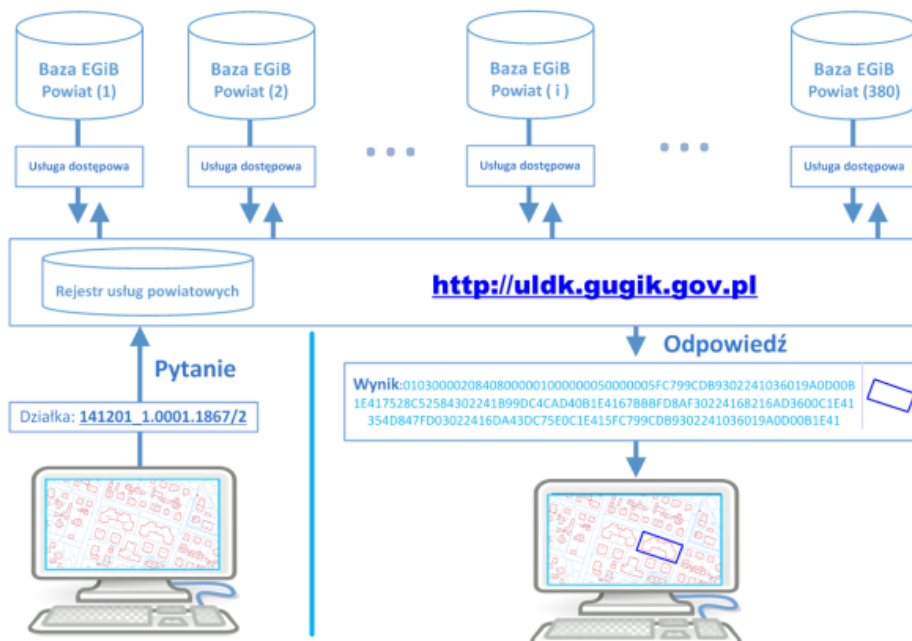 Baza EGiB
Powiat (1)
Baza EGiB
Powiat (2)
Baza EGiB
Powiat ( i )
Baza EGiB
Powiat (380)
Usługa dostępowa
Usługa dostępowa
Usługa dostępowa
Usługa dostępowa
Rejestr usług powiatowych
http://uldk.gugik.gov.pl
Pytanie
Odpowiedź
Działka: 141201_1.0001.1867/2
Wynik:01030000208408000001000000050000005FC799CDB9302241036019A0D00B
1E417528C52584302241B99DC4CAD40B1E4167BBBFD8AF30224168216AD3600C1E41
354D847FD03022416DA43DC75E0C1E415FC799CDB9302241036019A0D00B1E41